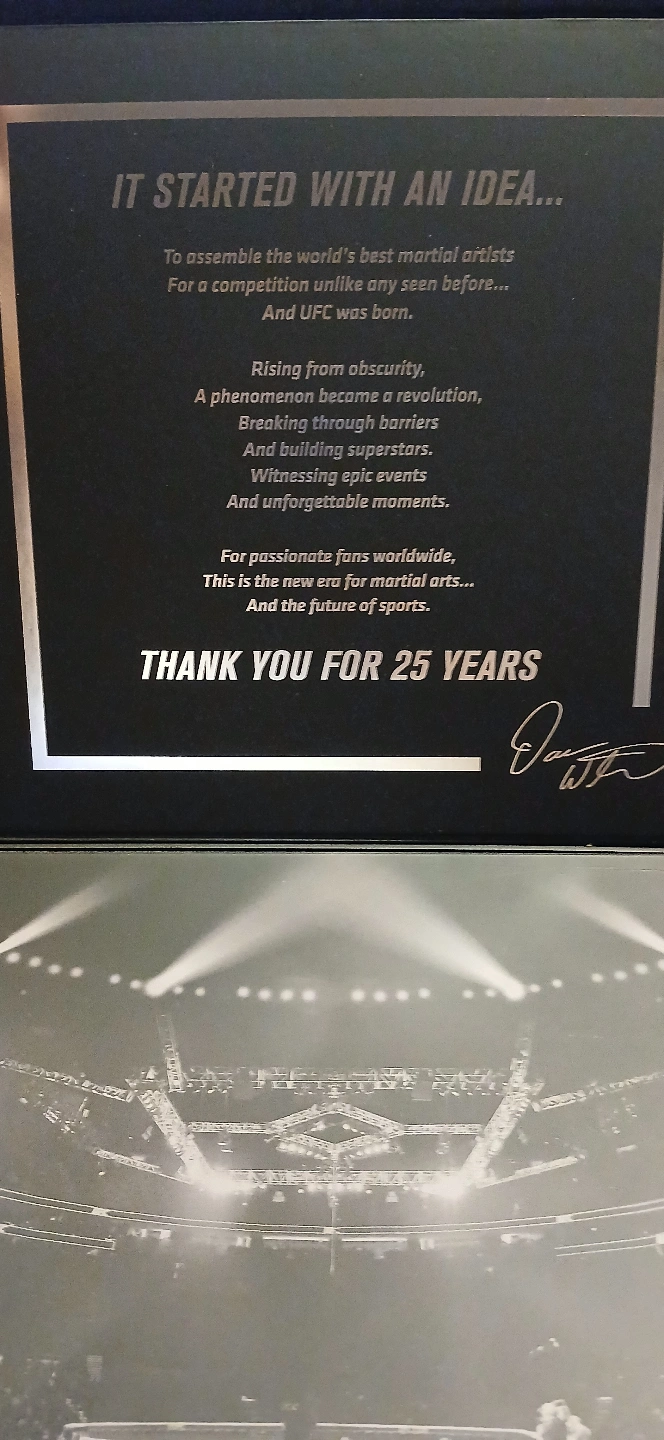 IT STARTED WITH AN IDEA...
To assemble the world's best martial artists
For a competition unlike any seen before...
And UFC was born.
Rising from obscurity,
A phenomenon became a revolution,
Breaking through barriers
And building superstars.
Witnessing epic events
And unforgettable moments.
For passionate fans worldwide,
This is the new era for martial arts...
And the future of sports.
THANK YOU FOR 25 YEARS